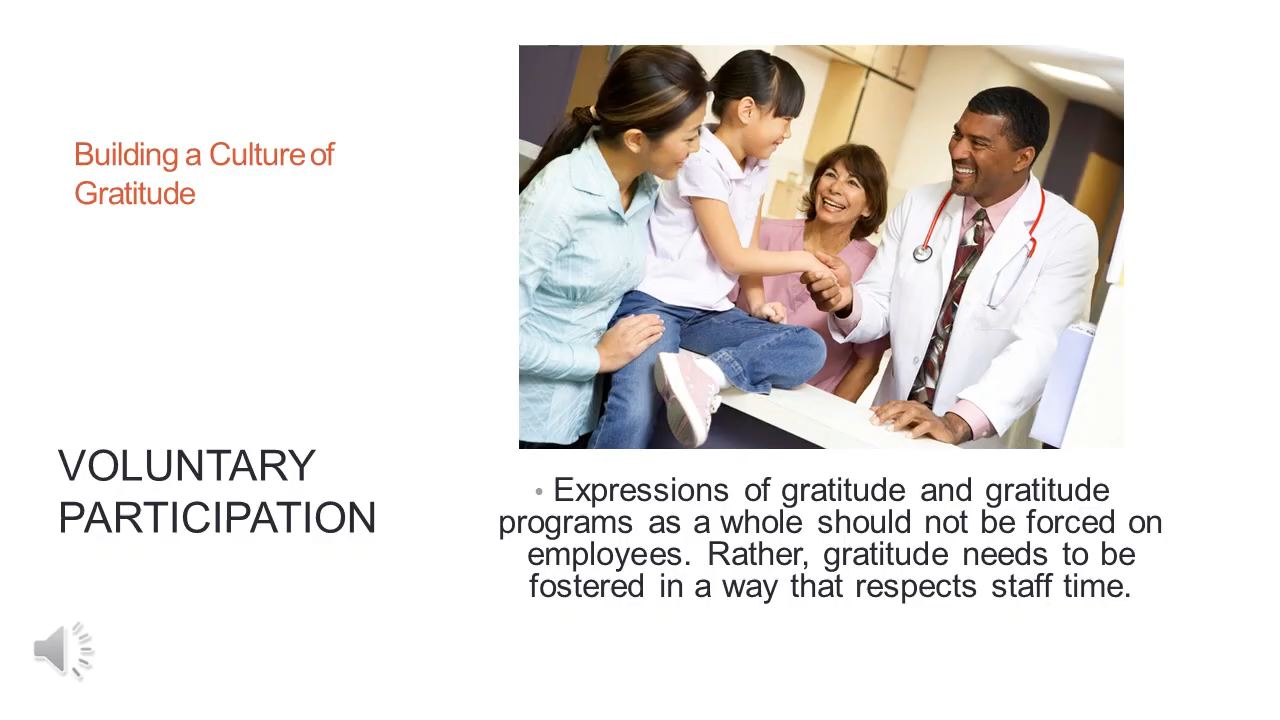 Building a Culture of
Gratitude
VOLUNTARY
PARTICIPATION
• Expressions of gratitude and gratitude
programs as a whole should not be forced on
employees. Rather, gratitude needs to be
fostered in a way that respects staff time.